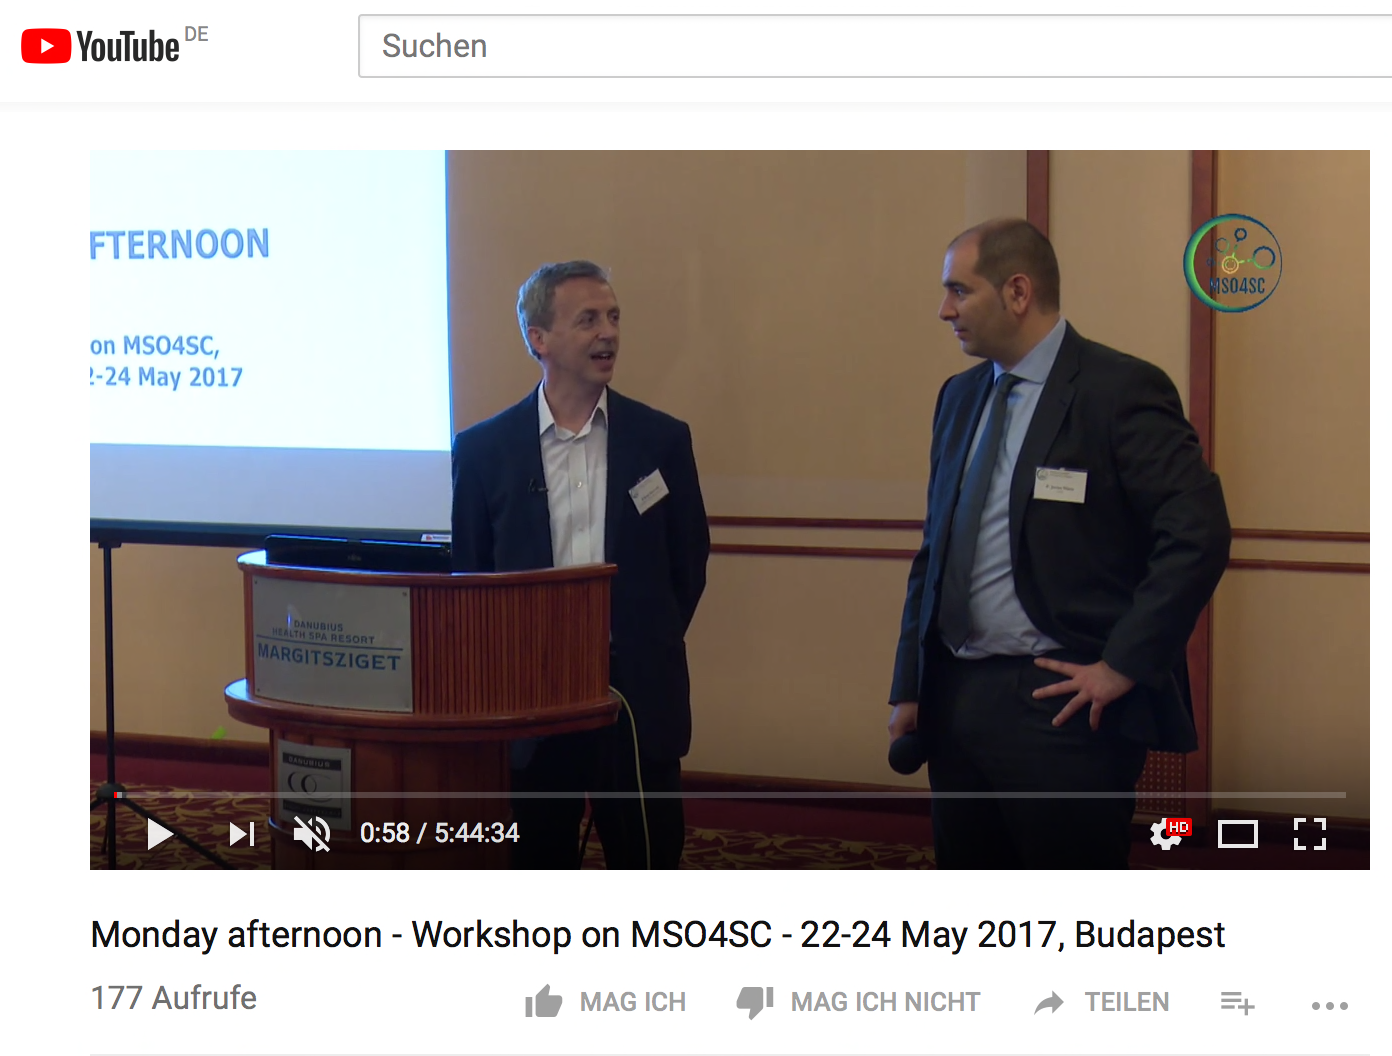 YouTube DE
Suchen
FTERNOON
on MSO4SC,
2-24 May 2017
MSO4SC
DANUBIUS
HEALTH SPA RESORT
MARGITSZIGET
DANUBIUS
0:58 / 5:44:34
HD
Monday afternoon - Workshop on MSO4SC - 22-24 May 2017, Budapest
177 Aufrufe
MAG ICH
MAG ICH NICHT
TEILEN